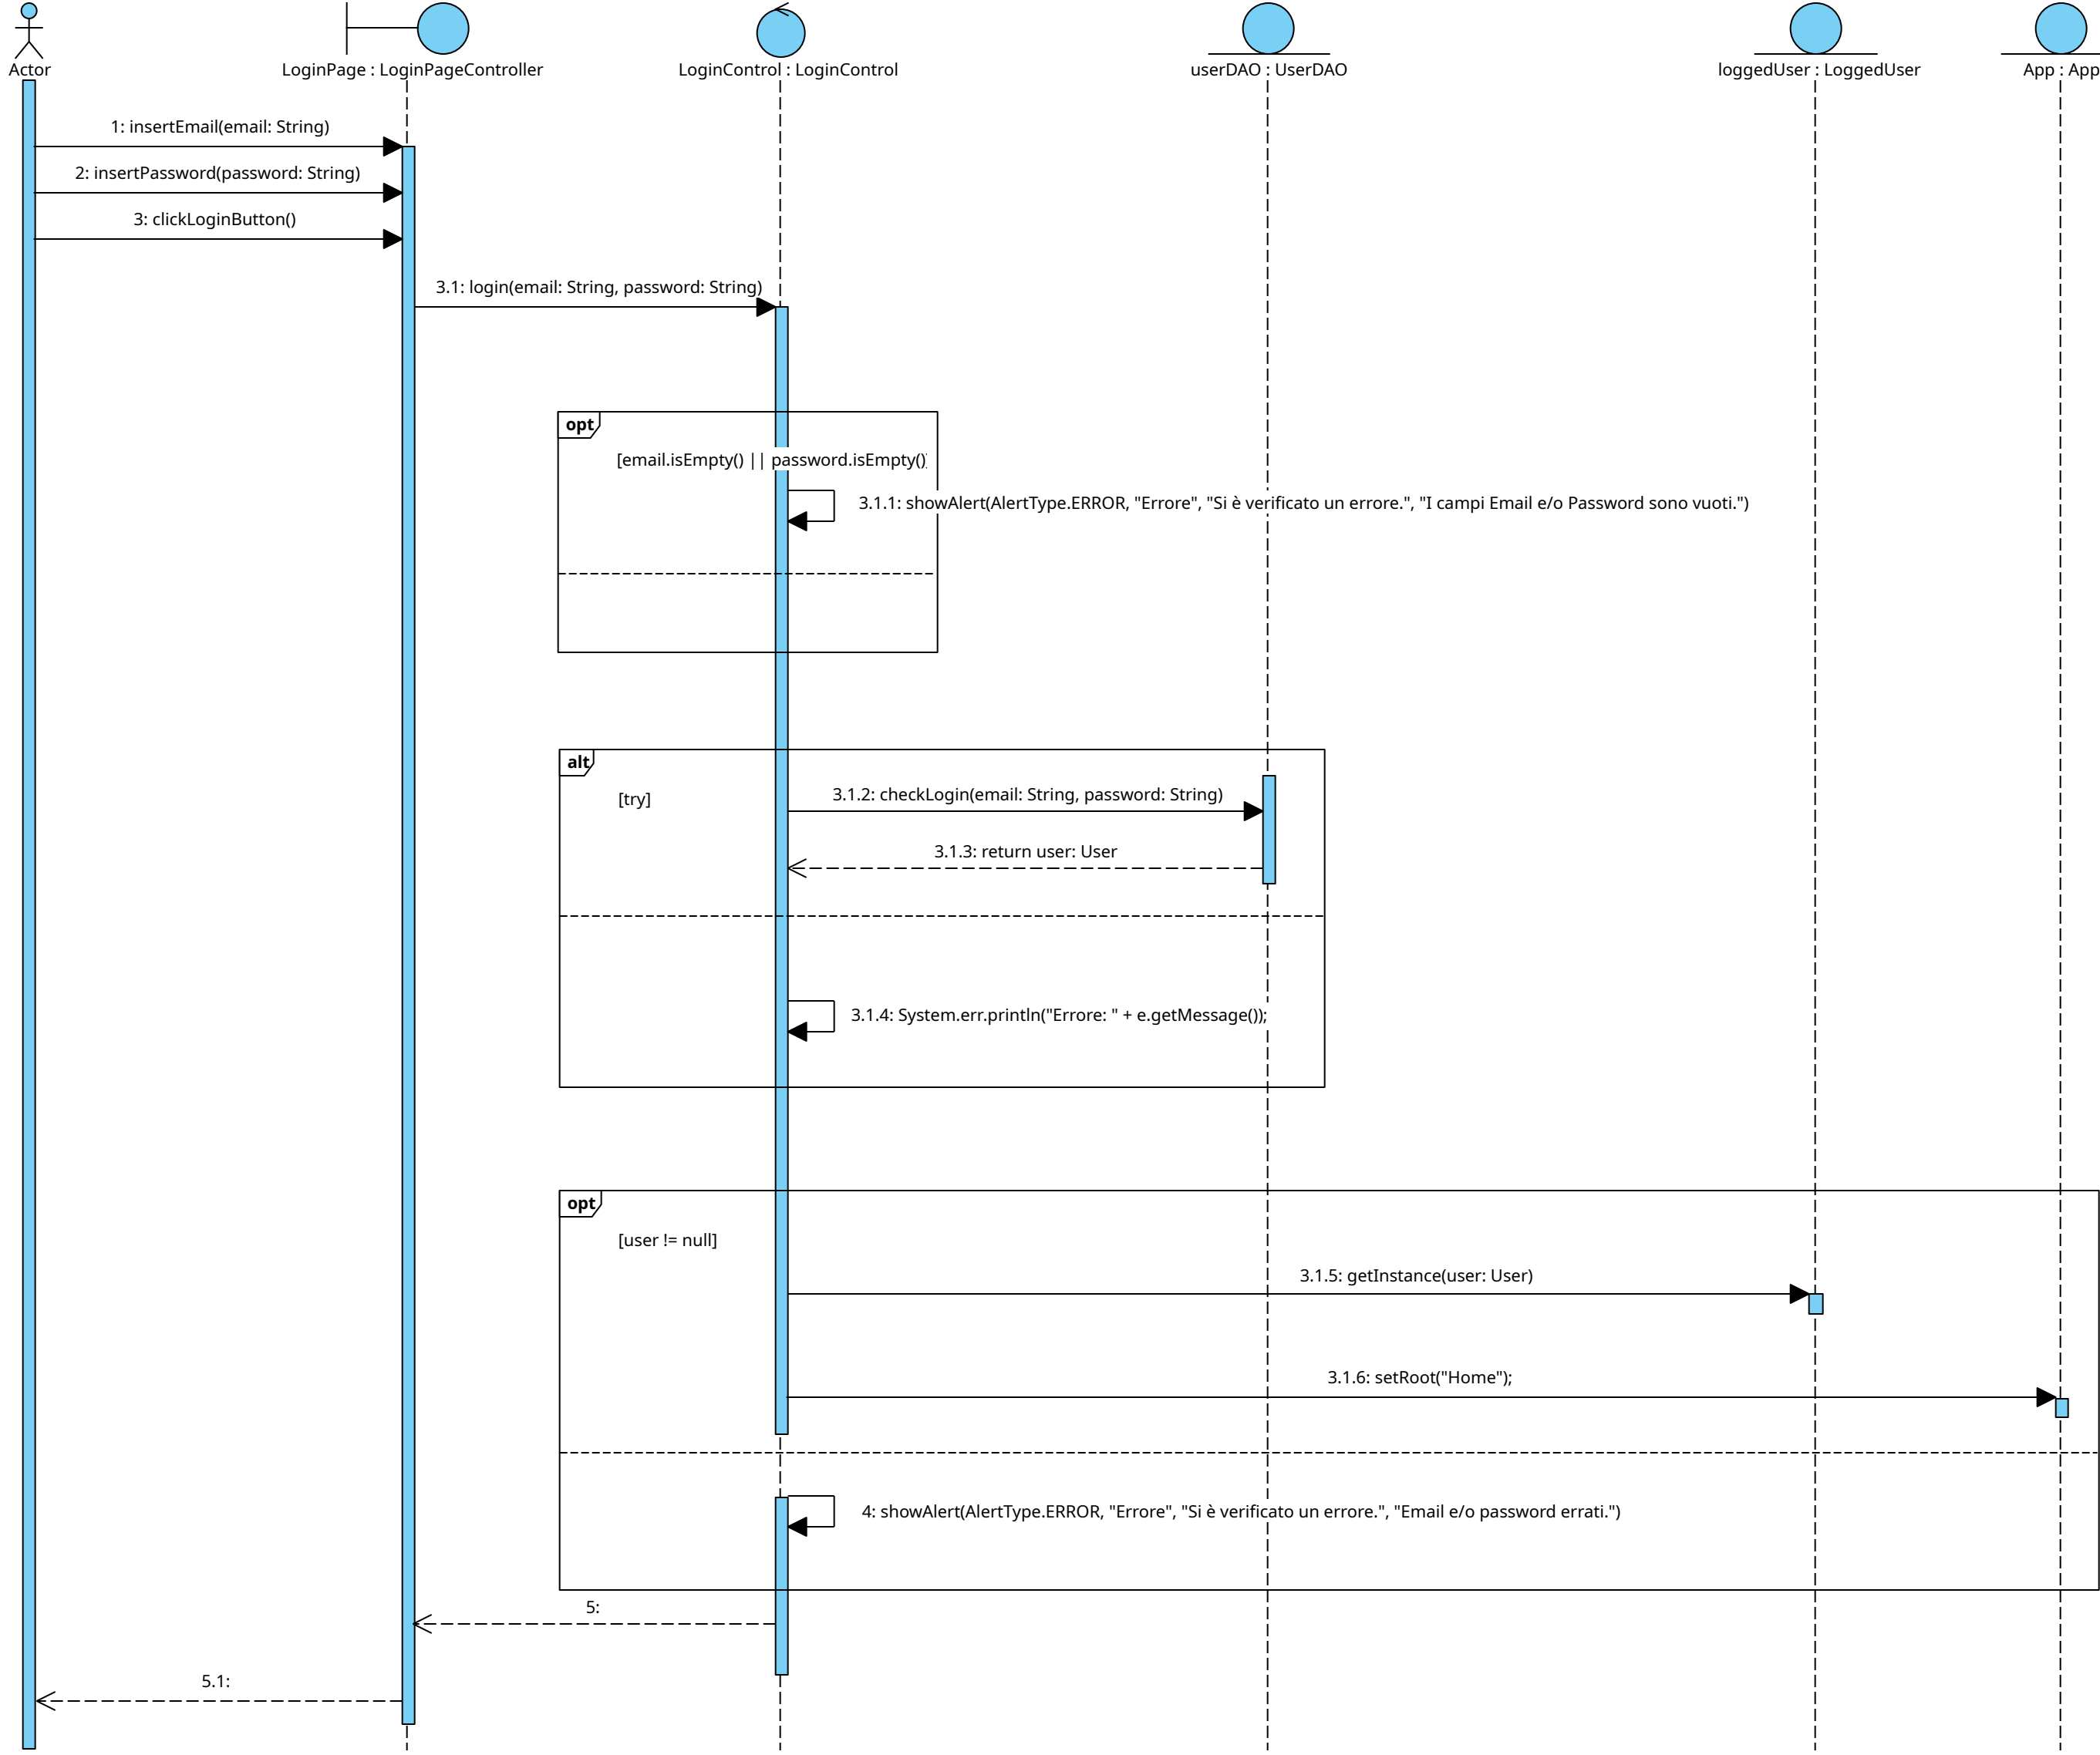 Actor
LoginPage : LoginPageController
LoginControl : LoginControl
userDAO : UserDAO
loggedUser : LoggedUser
App : App
1: insertEmail(email: String)
2: insertPassword(password: String)
3: clickLoginButton()
3.1: login(email: String, password: String)
opt
[email.isEmpty() || password.isEmpty()]
3.1.1: showAlert(AlertType.ERROR, "Errore", "Si è verificato un errore.", "I campi Email e/o Password sono vuoti.")
alt
[try]
3.1.2: checkLogin(email: String, password: String)
3.1.3: return user: User
3.1.4: System.err.println("Errore: " + e.getMessage());
opt
[user != null]
3.1.5: getInstance(user: User)
3.1.6: setRoot("Home");
4: showAlert(AlertType.ERROR, "Errore", "Si è verificato un errore.", "Email e/o password errati.")
5:
5.1: